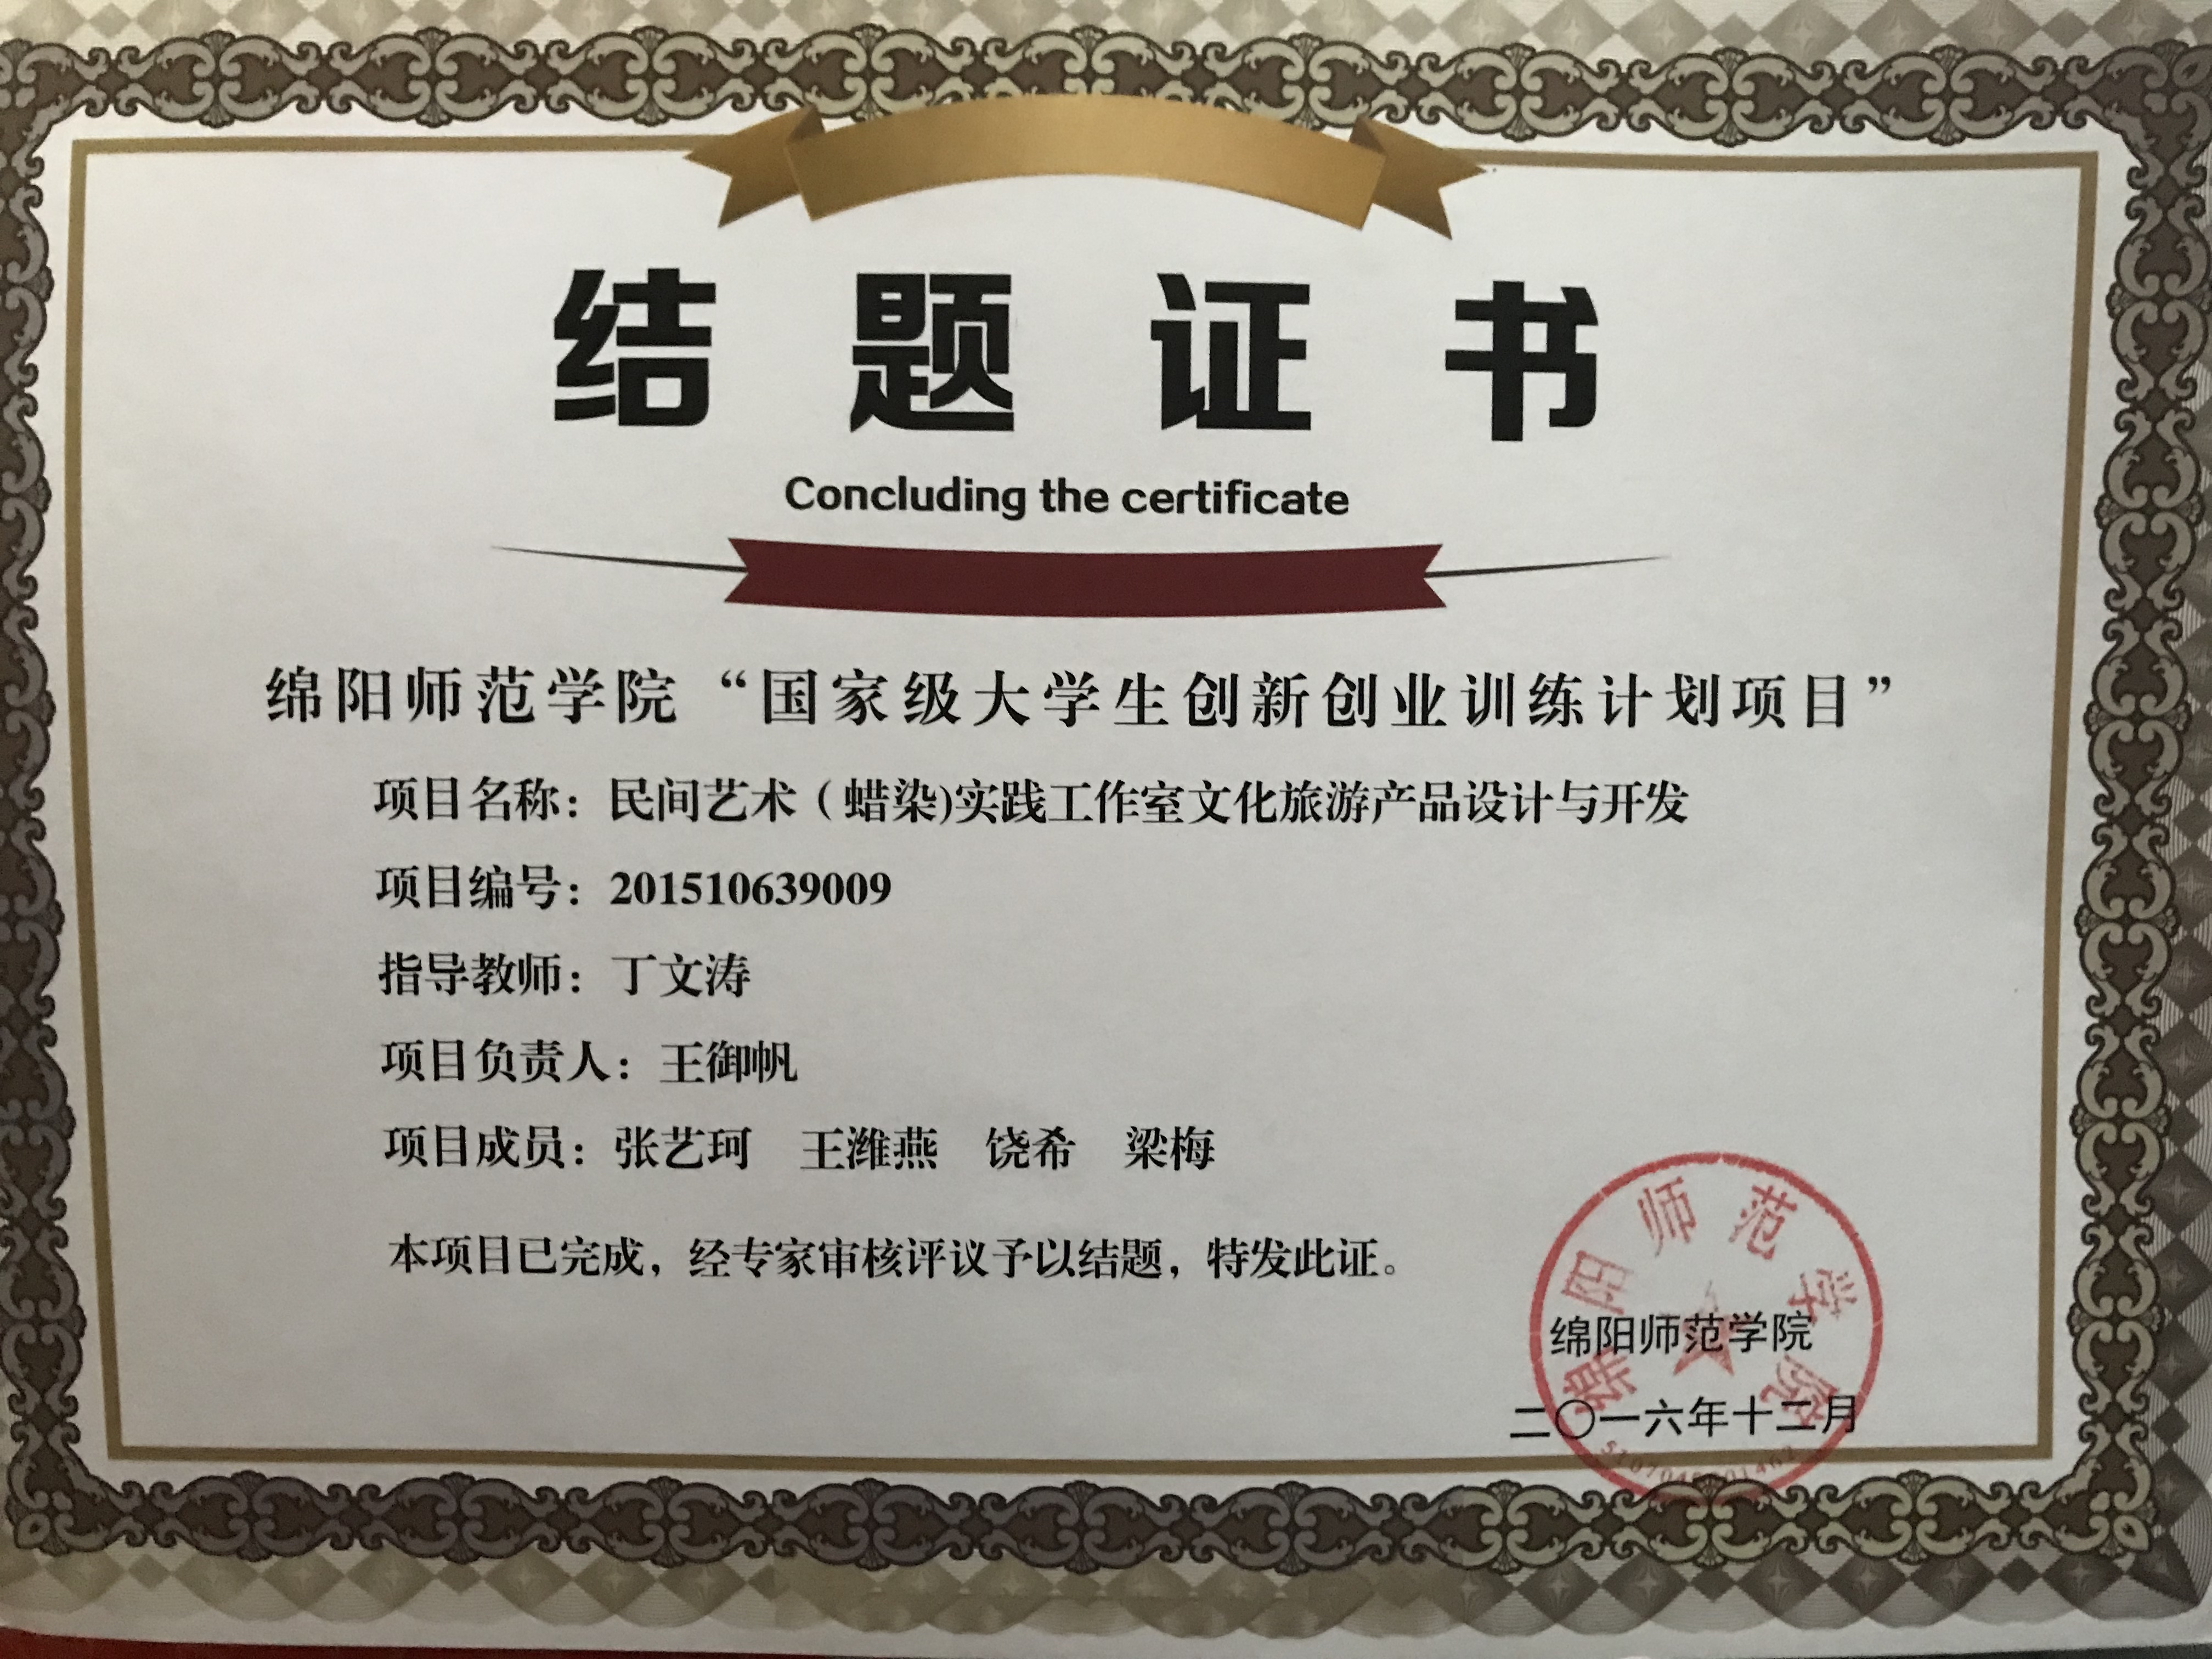 结题证书
Concluding the certificate
绵阳师范学院“国家级大学生创新创业训练计划项目”
项目名称：民间艺术（蜡染)实践工作室文化旅游产品设计与开发
项目编号：201510639009
指导教师：丁文涛
项目负责人：王御帆
项目成员：张艺珂 王潍燕 饶希 梁梅
本项目已完成，经专家审核评议予以结题，特发此证。
绵阳师范学院
绵阳师范学院
二〇一六年十二月